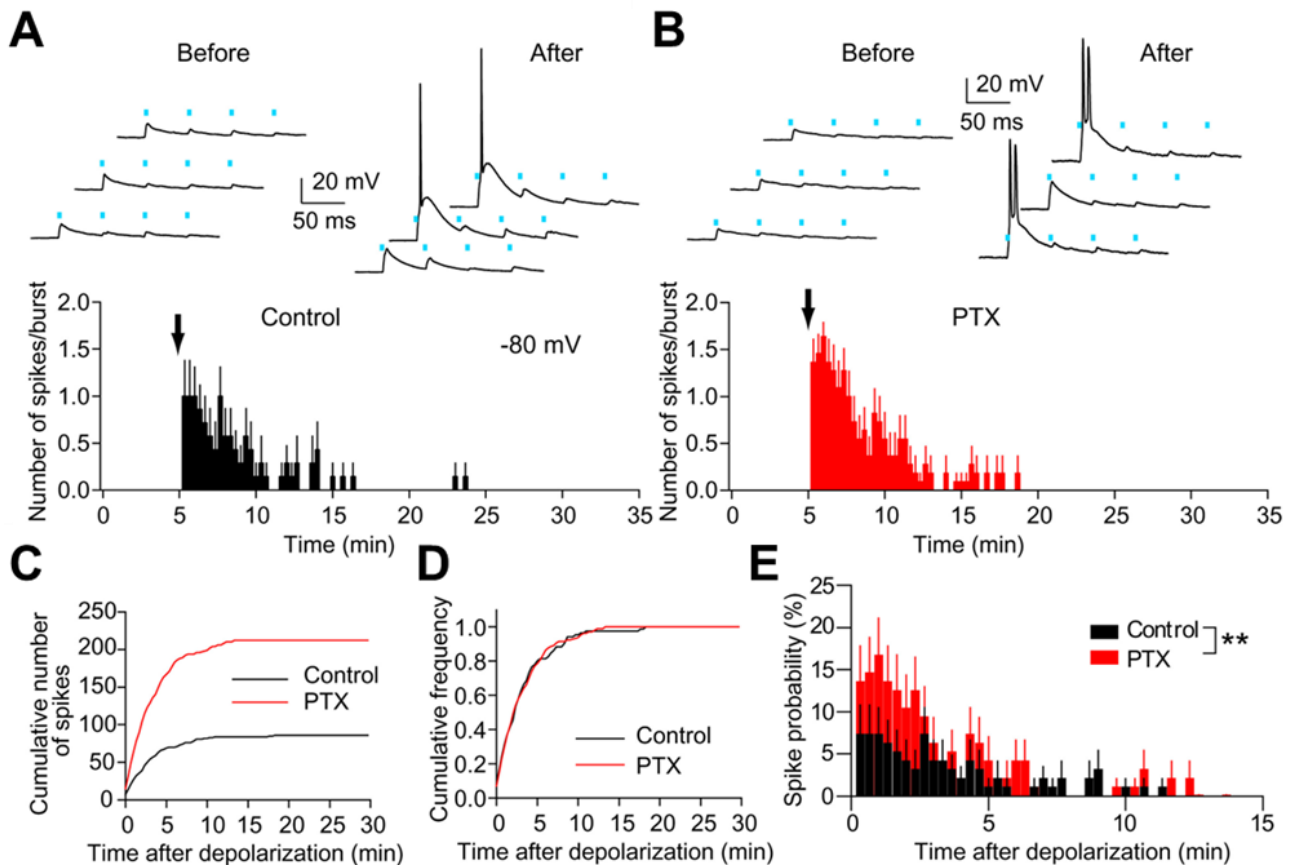 A
Before
After
20 mV
50 ms
Number of spikes/burst
2.0
1.5
1.0
0.5
0.0
Control
-80 mV
0 5 10 15 20 25 30 35
Time (min)
B
Before
After
20 mV
50 ms
Number of spikes/burst
2.0
1.5
1.0
0.5
0.0
PTX
0 5 10 15 20 25 30 35
Time (min)
C
Cumulative number
of spikes
250
200
150
100
50
0
Control
PTX
0 5 10 15 20 25 30
Time after depolarization (min)
D
Cumulative frequency
1.0
0.8
0.6
0.4
0.2
0.0
Control
PTX
0 5 10 15 20 25 30
Time after depolarization (min)
E
Spike probability (%)
25
20
15
10
5
0
Control
PTX
**
0 5 10 15
Time after depolarization (min)